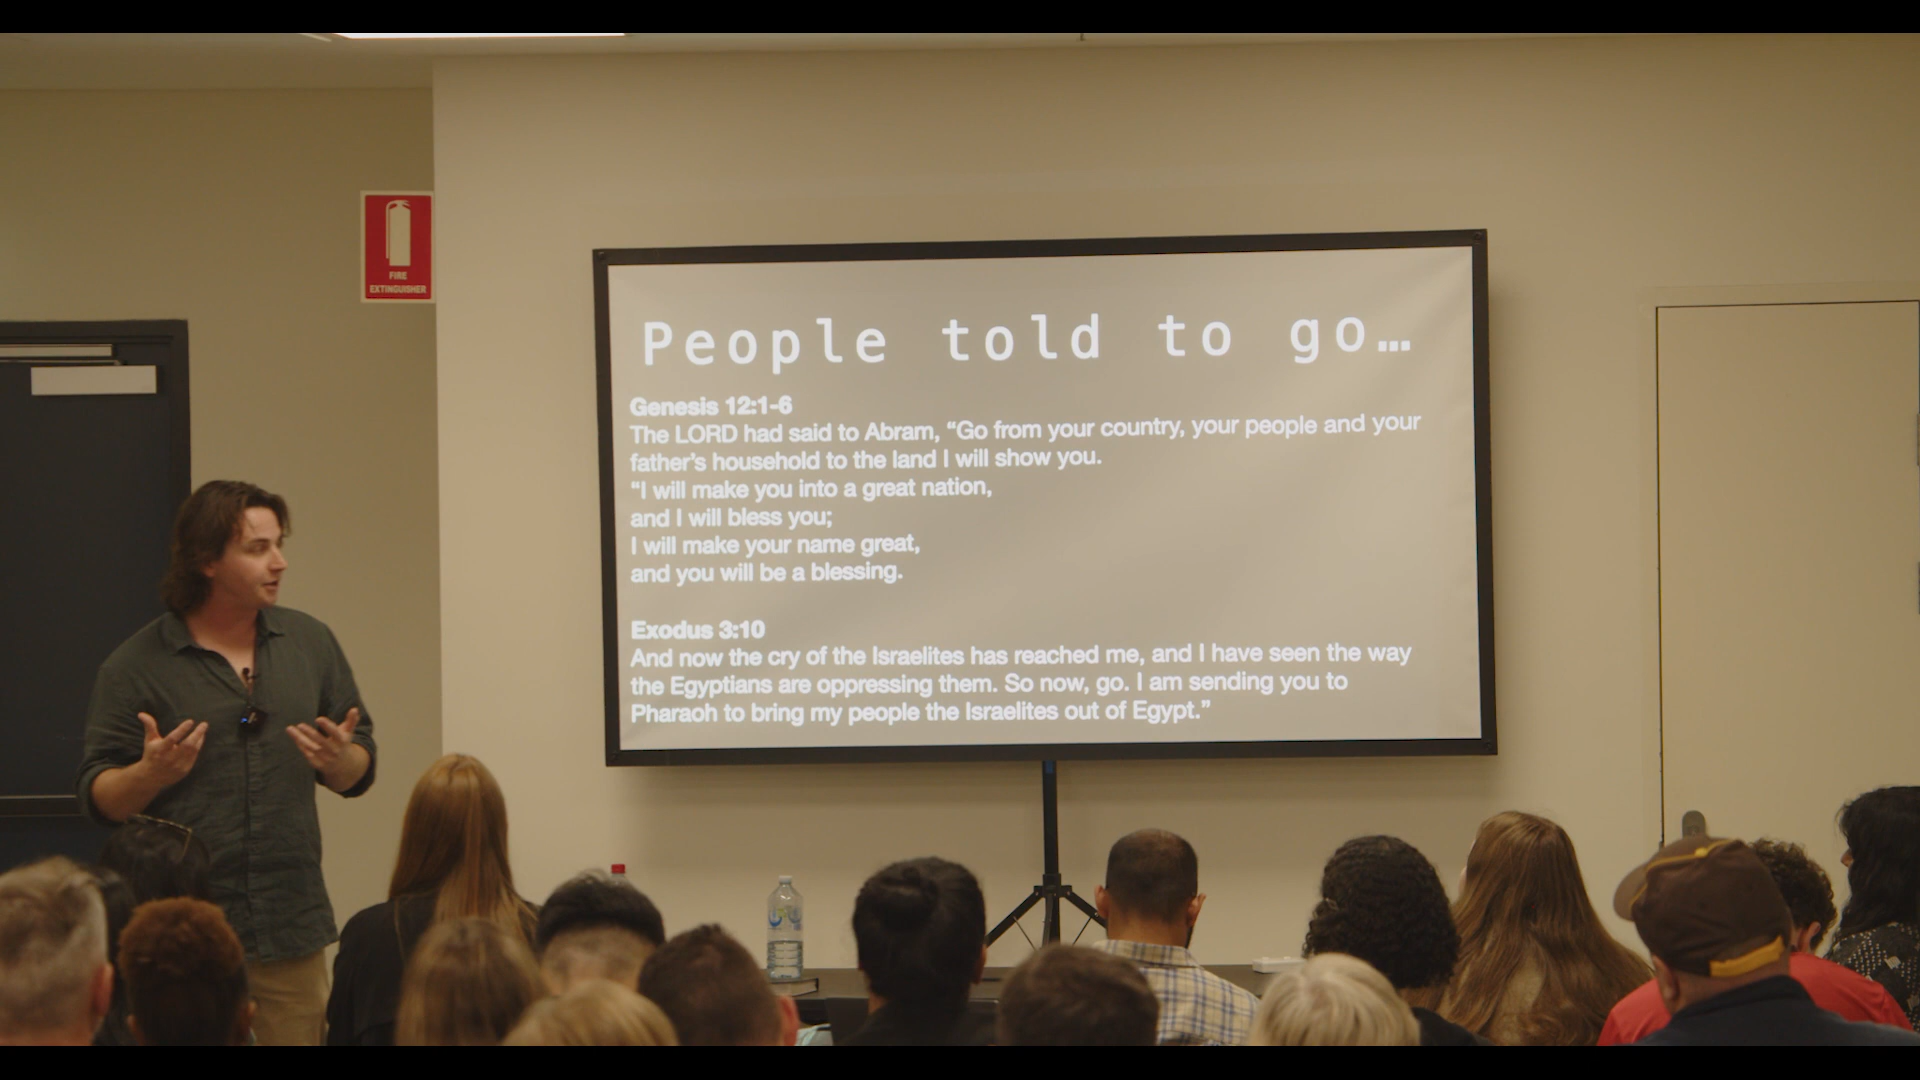 FIRE
EXTINGUISHER
People told to go…
Genesis 12:1-6
The LORD had said to Abram, “Go from your country, your people and your
father’s household to the land I will show you.
“I will make you into a great nation,
and I will bless you;
I will make your name great,
and you will be a blessing.
Exodus 3:10
And now the cry of the Israelites has reached me, and I have seen the way
the Egyptians are oppressing them. So now, go. I am sending you to
Pharaoh to bring my people the Israelites out of Egypt.”